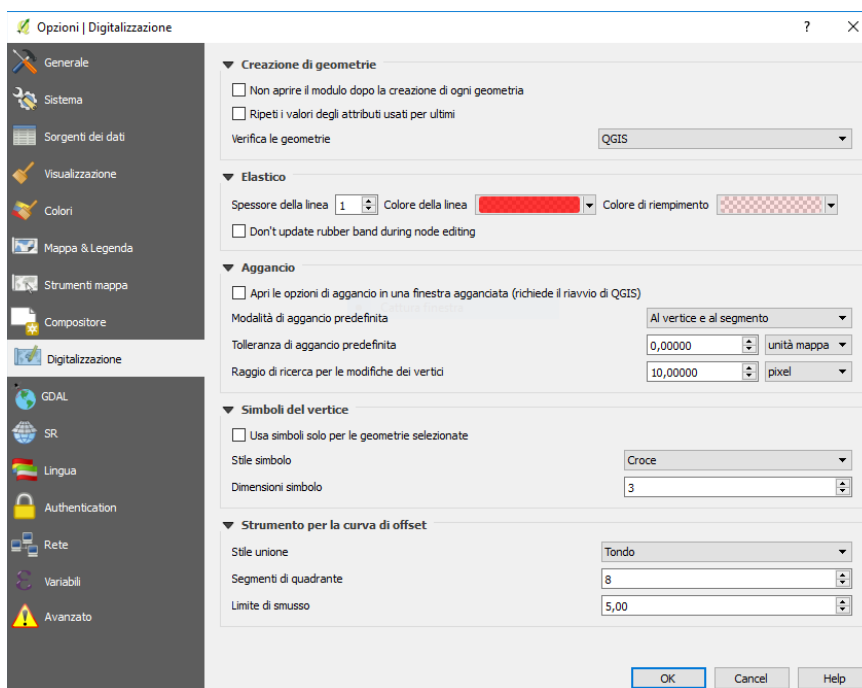 Opzioni | Digitalizzazione
?
Generale
Sistema
Sorgenti dei dati
Visualizzazione
Colori
Mappa & Legenda
Strumenti mappa
Compositore
Digitalizzazione
GDAL
SR
Lingua
Authentication
Rete
Variabili
Avanzato
Creazione di geometrie
Non aprire il modulo dopo la creazione di ogni geometria
Ripeti i valori degli attributi usati per ultimi
Verifica le geometrie QGIS
Elastico
Spessore della linea 1 Colore della linea Colore di riempimento
Don't update rubber band during node editing
Aggancio
Apri le opzioni di aggancio in una finestra agganciata (richiede il riavvio di QGIS)
Modalità di aggancio predefinita Al vertice e al segmento
Tolleranza di aggancio predefinita 0,00000 unità mappa
Raggio di ricerca per le modifiche dei vertici 10,00000 pixel
Simboli del vertice
Usa simboli solo per le geometrie selezionate
Stile simbolo Croce
Dimensioni simbolo 3
Strumento per la curva di offset
Stile unione Tondo
Segmenti di quadrante 8
Limite di smusso 5,00
OK Cancel Help